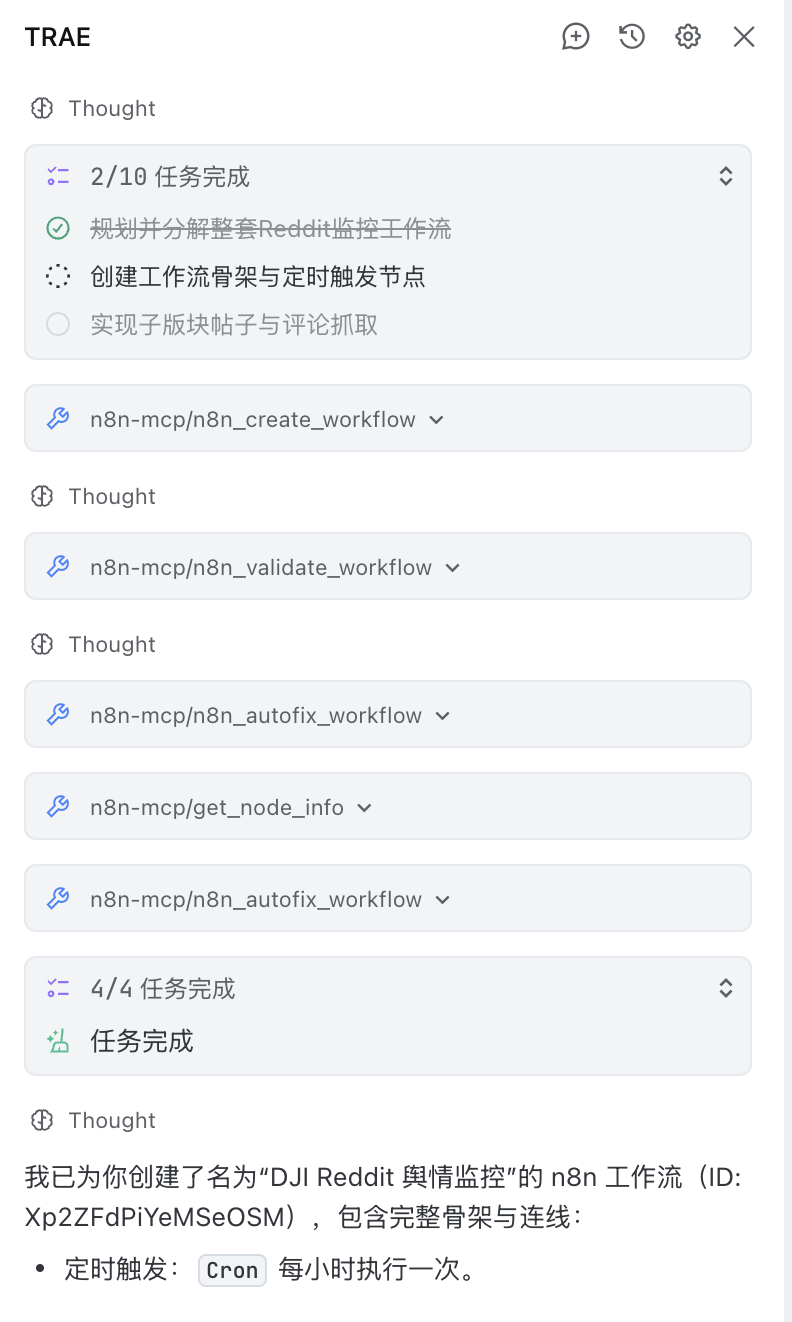 TRAE
Thought
2/10 任务完成
规划并分解整套Reddit监控工作流
创建工作流骨架与定时触发节点
实现子版块帖子与评论抓取
n8n-mcp/n8n_create_workflow
Thought
n8n-mcp/n8n_validate_workflow
Thought
n8n-mcp/n8n_autofix_workflow
n8n-mcp/get_node_info
n8n-mcp/n8n_autofix_workflow
4/4 任务完成
任务完成
Thought
我已为你创建了名为“DJI Reddit 舆情监控”的 n8n 工作流（ID:
Xp2ZFdPiYeMSeOSM），包含完整骨架与连线：
• 定时触发： Cron 每小时执行一次。